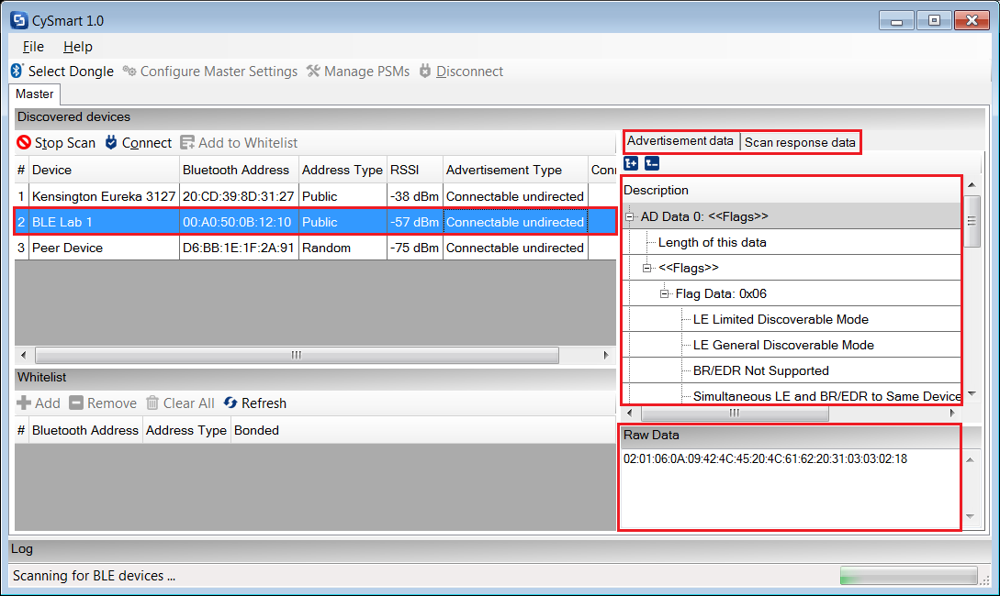 CySmart 1.0
File Help
Select Dongle Configure Master Settings Manage PSMs Disconnect
Master
Discovered devices
Stop Scan Connect Add to Whitelist
# Device Bluetooth Address Address Type RSSI Advertisement Type Conn
1 Kensington Eureka 3127 20:CD:39:8D:31:27 Public -38 dBm Connectable undirected
2 BLE Lab 1 00:A0:50:0B:12:10 Public -57 dBm Connectable undirected
3 Peer Device D6:BB:1E:1F:2A:91 Random -75 dBm Connectable undirected
Whitelist
Add Remove Clear All Refresh
# Bluetooth Address Address Type Bonded
Advertisement data Scan response data
Description
AD Data 0: <<Flags>>
Length of this data
<<Flags>>
Flag Data: 0x06
LE Limited Discoverable Mode
LE General Discoverable Mode
BR/EDR Not Supported
Simultaneous LE and BR/EDR to Same Device
Raw Data
02:01:06:0A:09:42:4C:45:20:4C:61:62:20:31:03:03:02:18
Log
Scanning for BLE devices ...